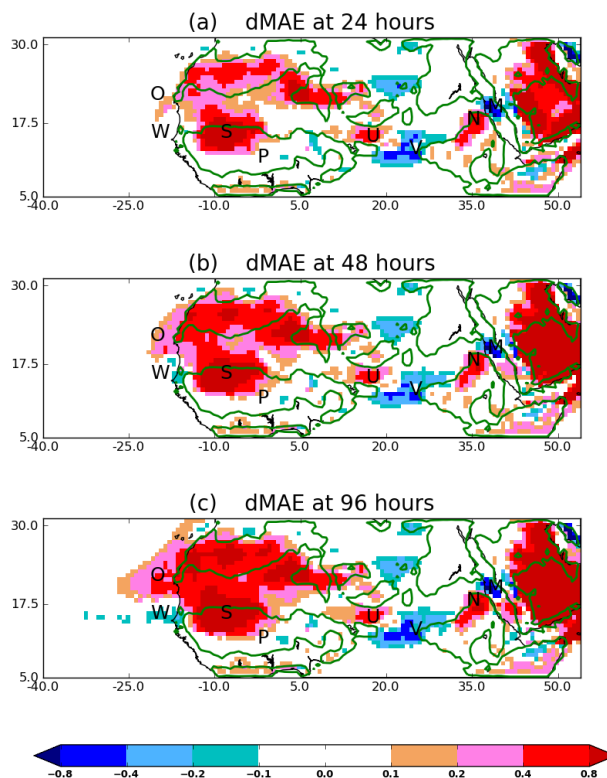 (a) dMAE at 24 hours
30.0
O
N
M
17.5
W
S
U
V
P
5.0
-40.0 -25.0 -10.0 5.0 20.0 35.0 50.0
(b) dMAE at 48 hours
30.0
O
M
17.5
N
W
S
U
V
P
5.0
-40.0 -25.0 -10.0 5.0 20.0 35.0 50.0
(c) dMAE at 96 hours
30.0
O
M
17.5
N
W
S
U
V
P
5.0
-40.0 -25.0 -10.0 5.0 20.0 35.0 50.0
-0.8 -0.4 -0.2 -0.1 0.0 0.1 0.2 0.4 0.8